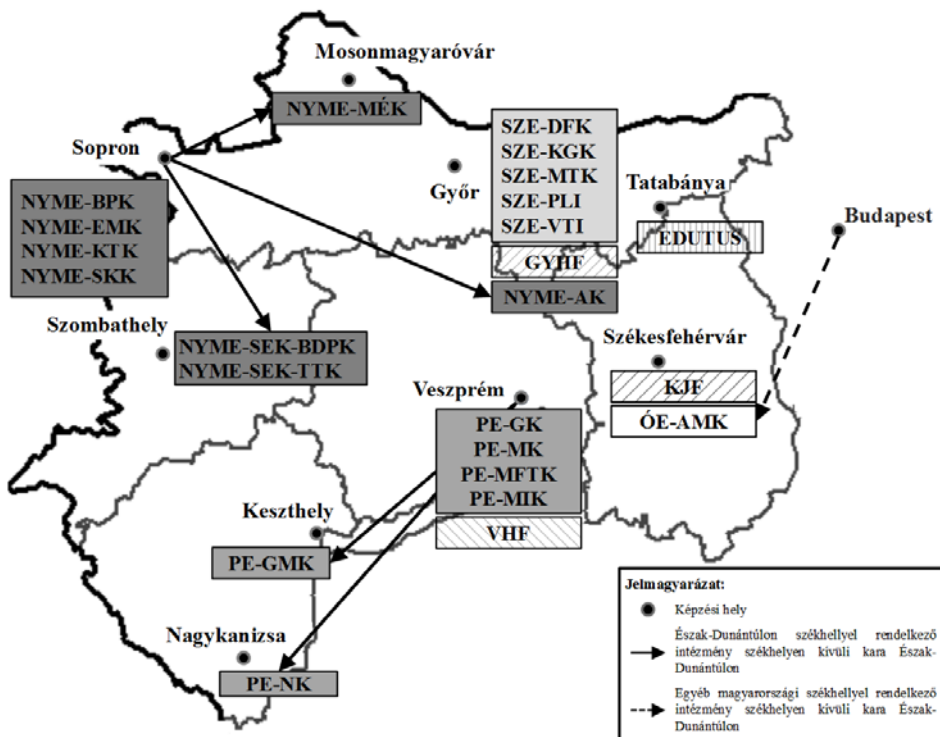 Mosonmagyaróvár
NYME-MÉK
Sopron
NYME-BPK
NYME-EMK
NYME-KTK
NYME-SKK
Győr
SZE-DFK
SZE-KGK
SZE-MTK
SZE-PLI
SZE-VTI
GYHF
NYME-AK
Tatabánya
EDUTUS
Budapest
Szombathely
NYME-SEK-BDPK
NYME-SEK-TTK
Székesfehérvár
KJF
ÓE-AMK
Veszprém
PE-GK
PE-MK
PE-MFTK
PE-MIK
VHF
Keszthely
PE-GMK
Nagykanizsa
PE-NK
Jelmagyarázat:
Képzési hely
Észak-Dunántúlon székhellyel rendelkező
intézmény székhelyen kívüli kara Észak-
Dunántúlon
Egyéb magyarországi székhellyel rendelkező
intézmény székhelyen kívüli kara Észak-
Dunántúlon